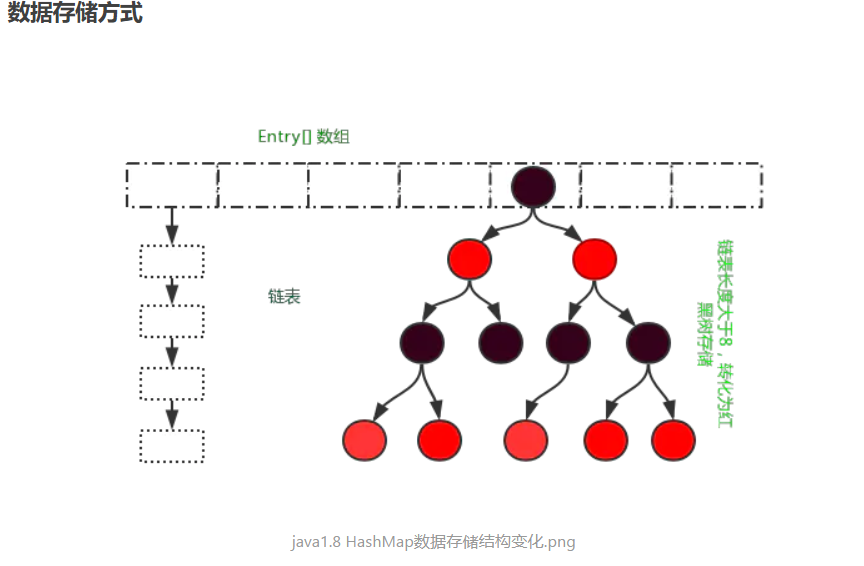 数据存储方式
Entry[] 数组
链表
链表长度大于8，转化为红
黑树存储
java1.8 HashMap数据存储结构变化.png